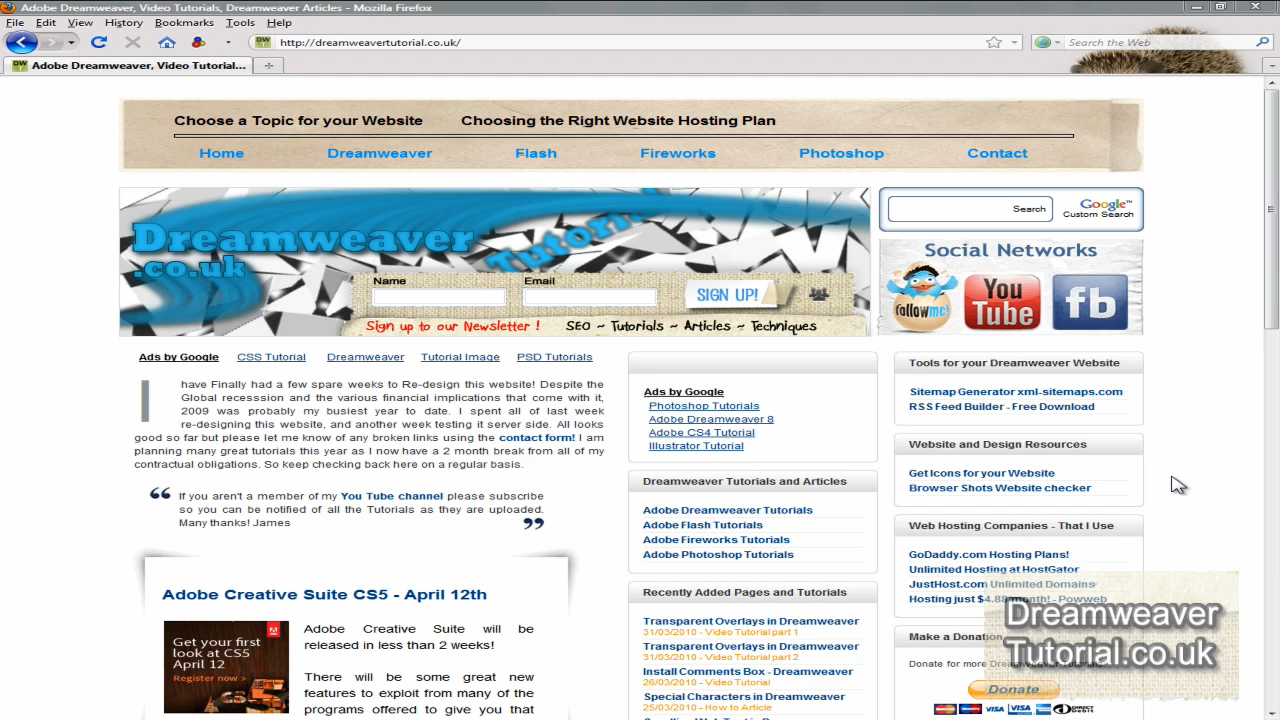 Adobe Dreamweaver, Video Tutorials, Dreamweaver Articles - Mozilla Firefox
File Edit View History Bookmarks Tools Help
http://dreamweavertutorial.co.uk/
Search the Web
Adobe Dreamweaver, Video Tutorial...
Choose a Topic for your Website Choosing the Right Website Hosting Plan
Home Dreamweaver Flash Fireworks Photoshop Contact
Dreamweaver
.co.uk
Name Email
SIGN UP!
Sign up to our Newsletter ! SEO ~ Tutorials ~ Articles ~ Techniques
Search
Google™
Custom Search
Social Networks
follow me!
You
Tube
fb
Ads by Google CSS Tutorial Dreamweaver Tutorial Image PSD Tutorials
I have Finally had a few spare weeks to Re-design this website! Despite the
Global recesssion and the various financial implications that come with it,
2009 was probably my busiest year to date. I spent all of last week
re-designing this website, and another week testing it server side. All looks
good so far but please let me know of any broken links using the contact form! I am
planning many great tutorials this year as I now have a 2 month break from all of my
contractual obligations. So keep checking back here on a regular basis.
“ If you aren't a member of my You Tube channel please subscribe
so you can be notified of all the Tutorials as they are uploaded.
Many thanks! James ”
Adobe Creative Suite CS5 - April 12th
Get your first
look at CS5
April 12
Register now >
Adobe Creative Suite will be
released in less than 2 weeks!
There will be some great new
features to exploit from many of the
programs offered to give you that
Ads by Google
Photoshop Tutorials
Adobe Dreamweaver 8
Adobe CS4 Tutorial
Illustrator Tutorial
Dreamweaver Tutorials and Articles
Adobe Dreamweaver Tutorials
Adobe Flash Tutorials
Adobe Fireworks Tutorials
Adobe Photoshop Tutorials
Recently Added Pages and Tutorials
Transparent Overlays in Dreamweaver
31/03/2010 - Video Tutorial part 1
Transparent Overlays in Dreamweaver
31/03/2010 - Video Tutorial part 2
Install Comments Box - Dreamweaver
26/03/2010 - Video Tutorial
Special Characters in Dreamweaver
25/03/2010 - How to Article
Tools for your Dreamweaver Website
Sitemap Generator xml-sitemaps.com
RSS Feed Builder - Free Download
Website and Design Resources
Get Icons for your Website
Browser Shots Website checker
Web Hosting Companies - That I Use
GoDaddy.com Hosting Plans!
Unlimited Hosting at HostGator
JustHost.com Unlimited Domains
Hosting just $4.88/month! - Powweb
Make a Donation
Donate for more Dreamweaver Tutorials!
Donate
VISA VISA DIRECT Debit
Dreamweaver
Tutorial.co.uk